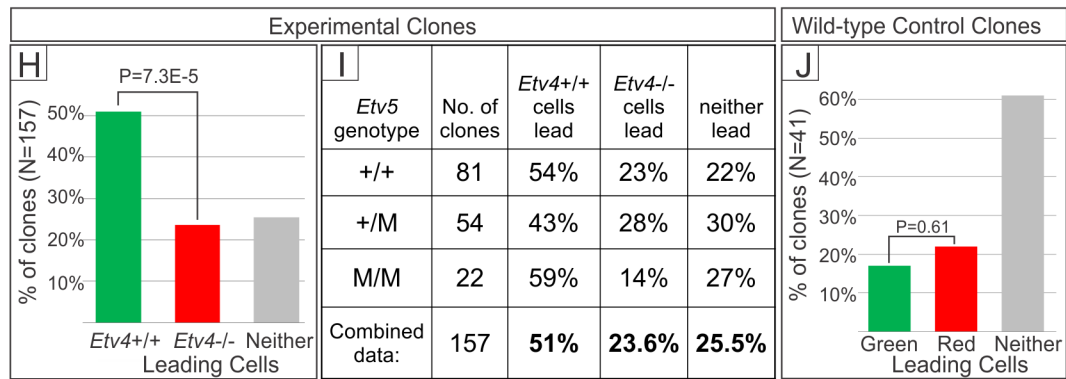 Experimental Clones
Wild-type Control Clones
H
P=7.3E-5
% of clones (N=157)
50%
40%
30%
20%
10%
Etv4+/+ Etv4-/- Neither
Leading Cells
I
Etv5 genotype | No. of clones | Etv4+/+ cells lead | Etv4-/- cells lead | neither lead
+/+ 81 54% 23% 22%
+/M 54 43% 28% 30%
M/M 22 59% 14% 27%
Combined data: 157 51% 23.6% 25.5%
J
% of clones (N=41)
60%
50%
40%
30%
20%
10%
P=0.61
Green Red Neither
Leading Cells